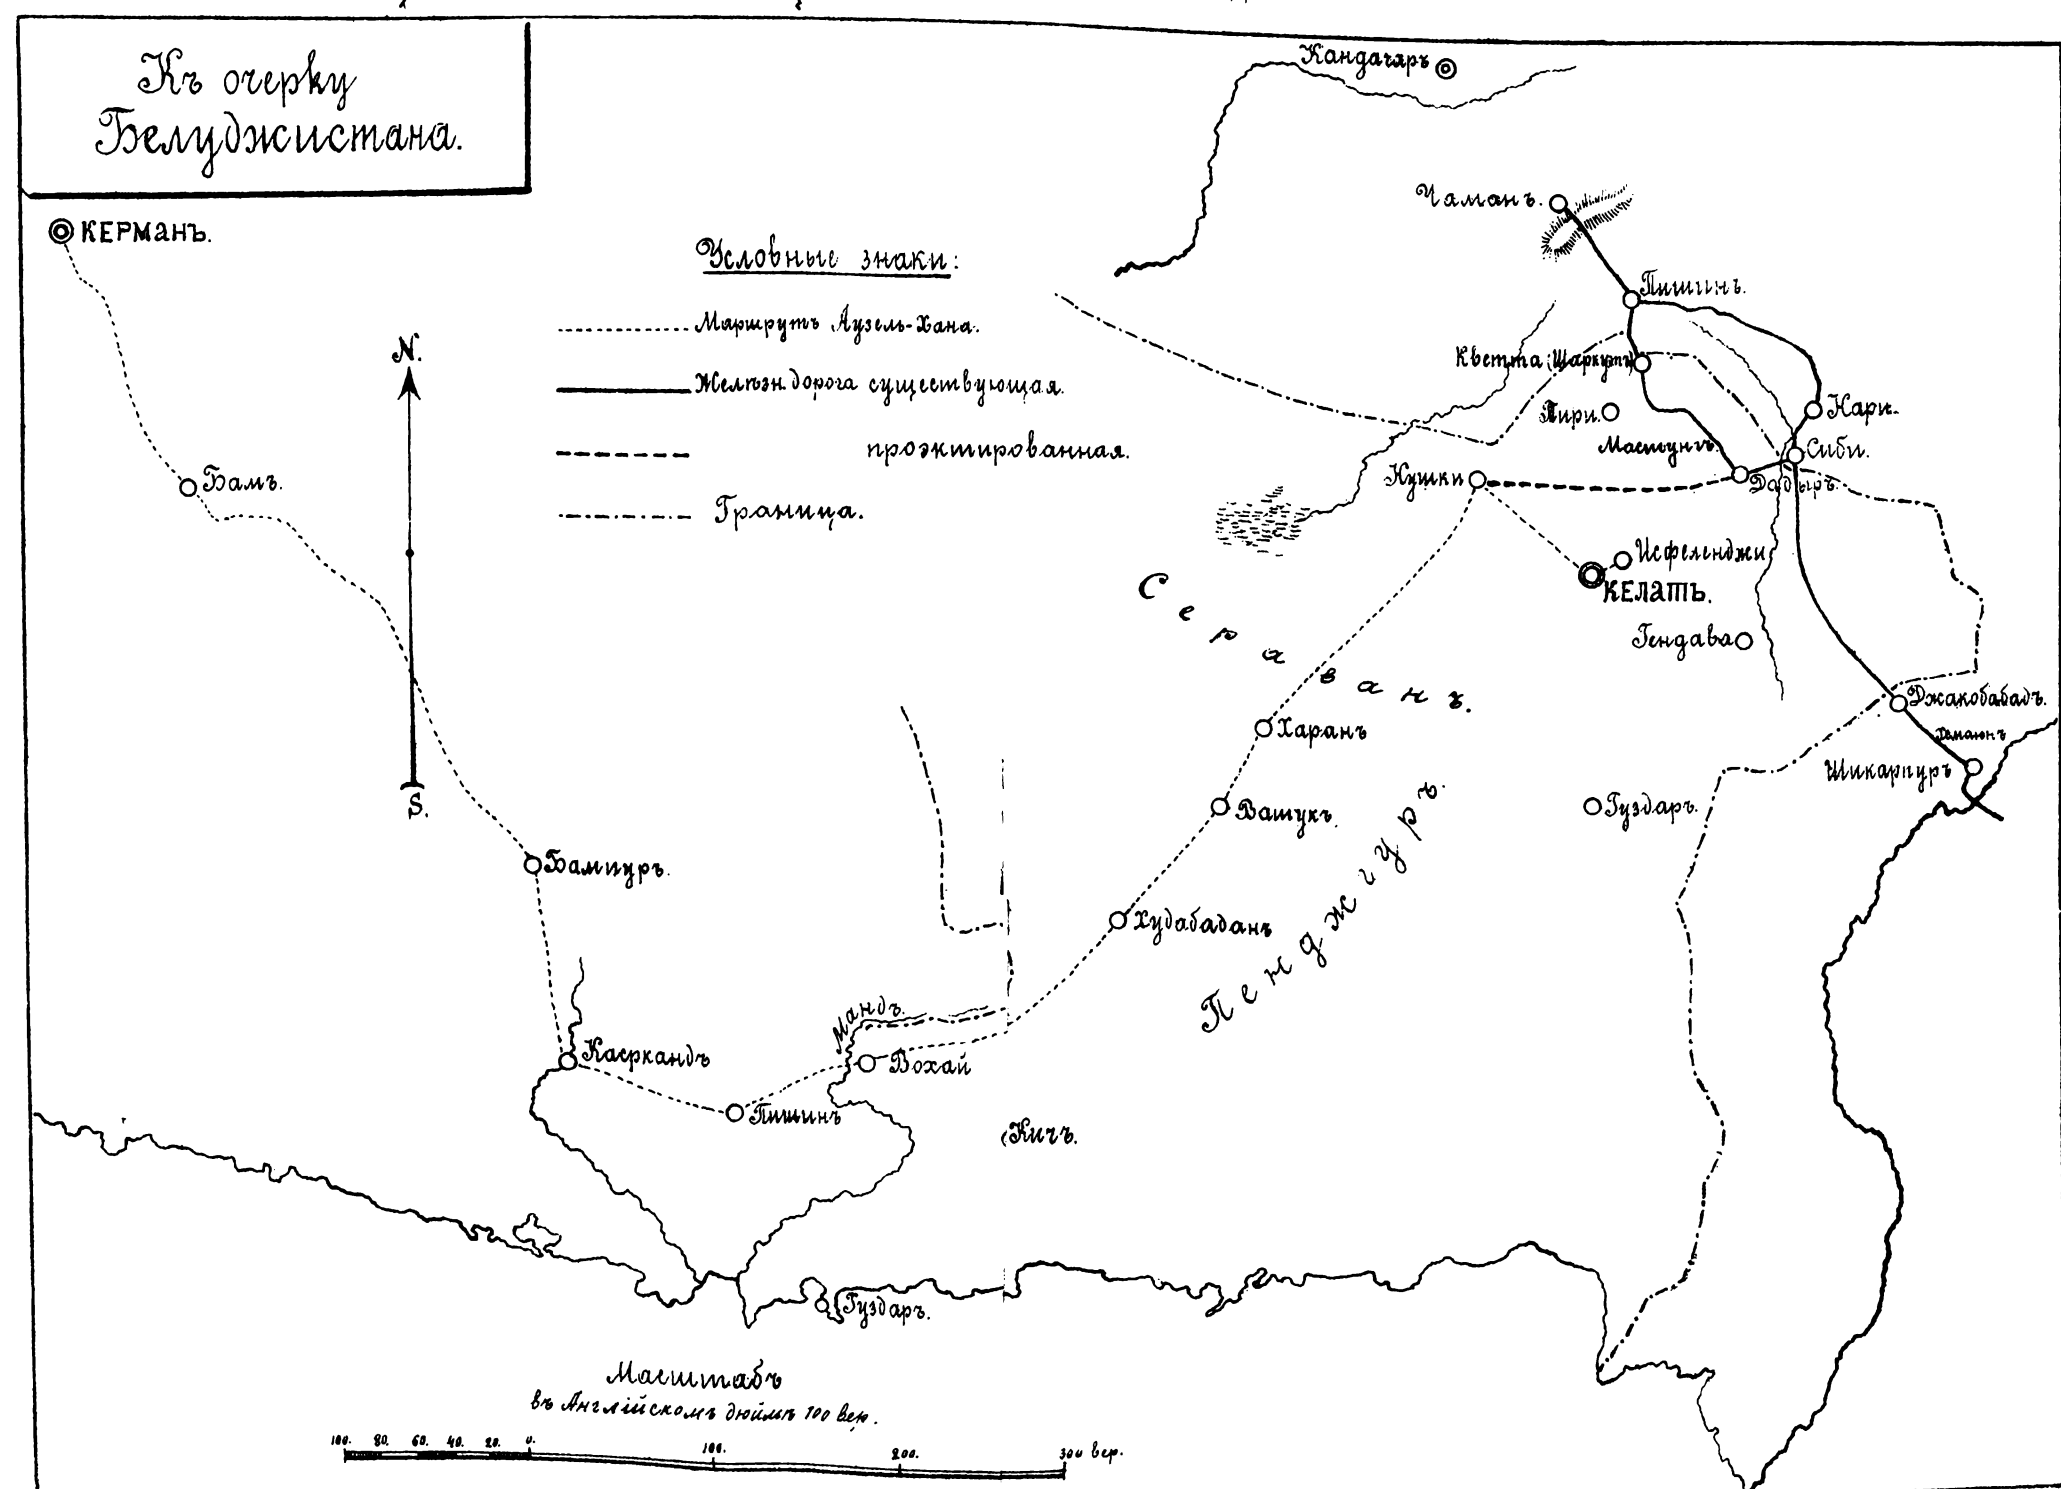 Къ очерку
Белуджистана.
Кандагяръ
Чаманъ.
КЕРМАНЪ.
Условные знаки:
Пишинъ.
Маршрутъ Аузель-Хана.
Кветта (Шаркутъ)
Желѣзн. дорога существующая.
Кари.
Пири.
проэктированная.
Мастунгъ.
Сиби.
N.
Бамъ.
Кушки
Дадыръ.
Граница.
Исфеленджи
КЕЛАТЪ.
Сераванъ.
Гендава
Джакобабадъ.
Харанъ
Шикарпуръ
S.
Вашукъ.
Гуздаръ.
Бампуръ.
Худабаданъ
Пенджгуръ.
Мандъ.
Касркандъ
Вохай
Пишинъ
Кичъ.
Гуздаръ.
Масштабъ
въ Англійскомъ дюймѣ 100 вер.
100. 80. 60. 40. 20. 0. 100. 200. 300 вер.